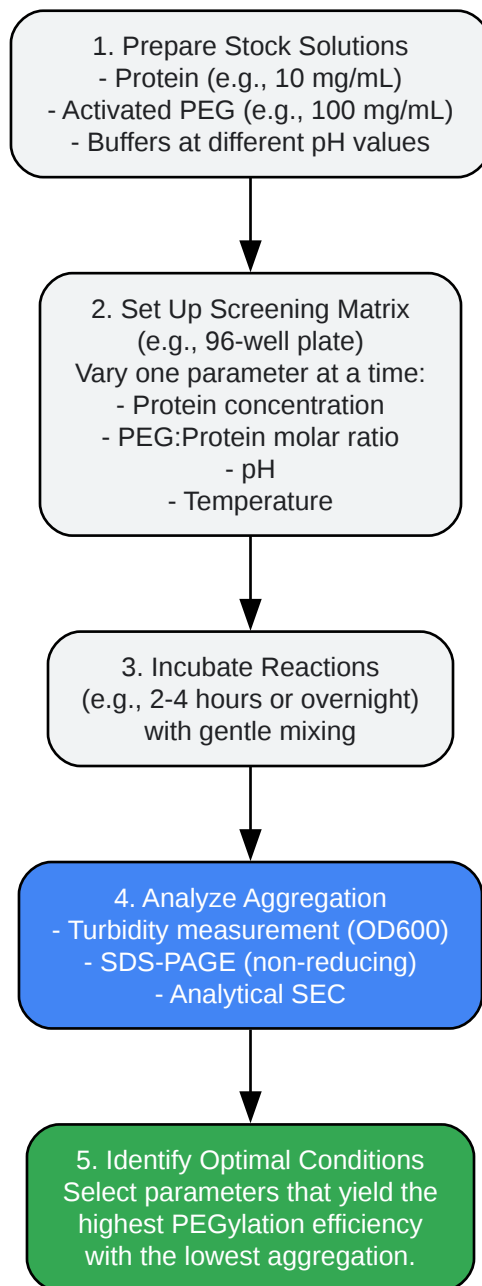 1. Prepare Stock Solutions
- Protein (e.g., 10 mg/mL)
- Activated PEG (e.g., 100 mg/mL)
- Buffers at different pH values
2. Set Up Screening Matrix
(e.g., 96-well plate)
Vary one parameter at a time:
- Protein concentration
- PEG:Protein molar ratio
- pH
- Temperature
3. Incubate Reactions
(e.g., 2-4 hours or overnight)
with gentle mixing
4. Analyze Aggregation
- Turbidity measurement (OD600)
- SDS-PAGE (non-reducing)
- Analytical SEC
5. Identify Optimal Conditions
Select parameters that yield the
highest PEGylation efficiency
with the lowest aggregation.